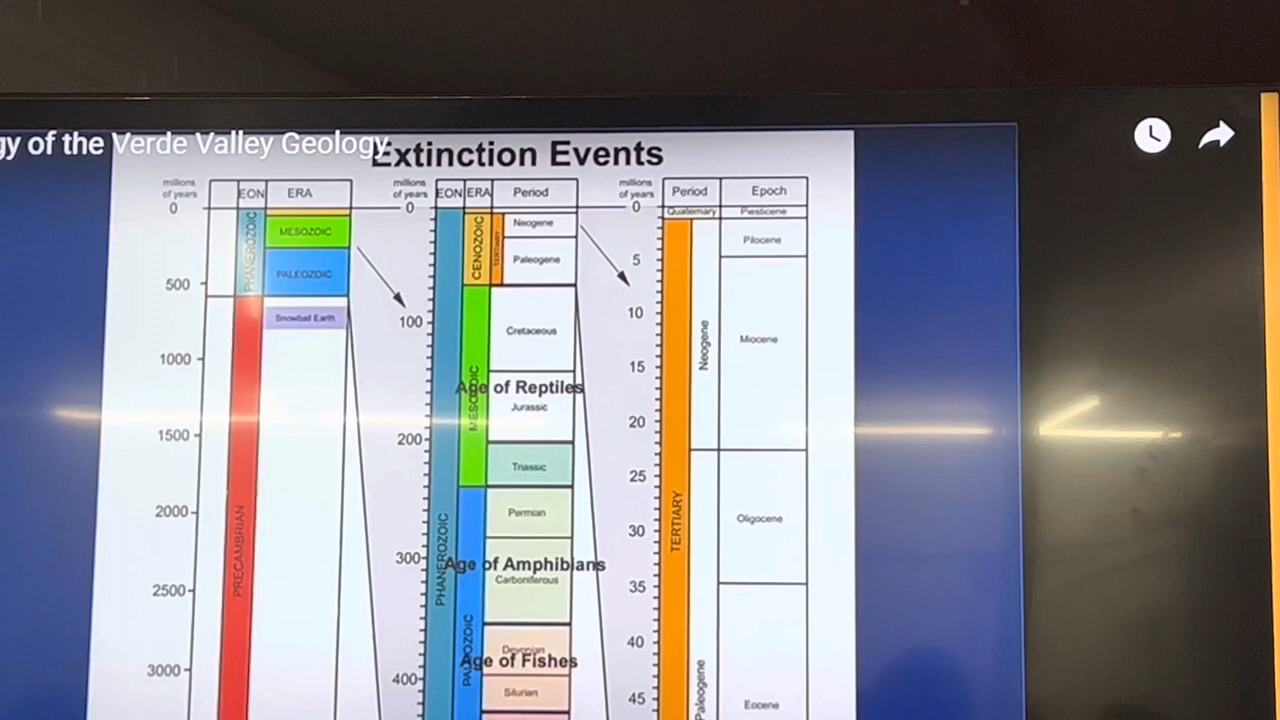 gy of the Verde Valley Geology
Extinction Events
millions of years
EON
ERA
0
500
1000
1500
2000
2500
3000
PHANEROZOIC
PRECAMBRIAN
MESOZOIC
PALEOZOIC
Snowball Earth
millions of years
EON
ERA
Period
0
100
200
300
400
PHANEROZOIC
CENOZOIC
TERTIARY
MESOZOIC
PALEOZOIC
Neogene
Paleogene
Cretaceous
Age of Reptiles
Jurassic
Triassic
Permian
Age of Amphibians
Carboniferous
Devonian
Age of Fishes
Silurian
millions of years
Period
Epoch
0
5
10
15
20
25
30
35
40
45
Quaternary
Pleisticene
TERTIARY
Neogene
Paleogene
Pilocene
Miocene
Oligocene
Eocene